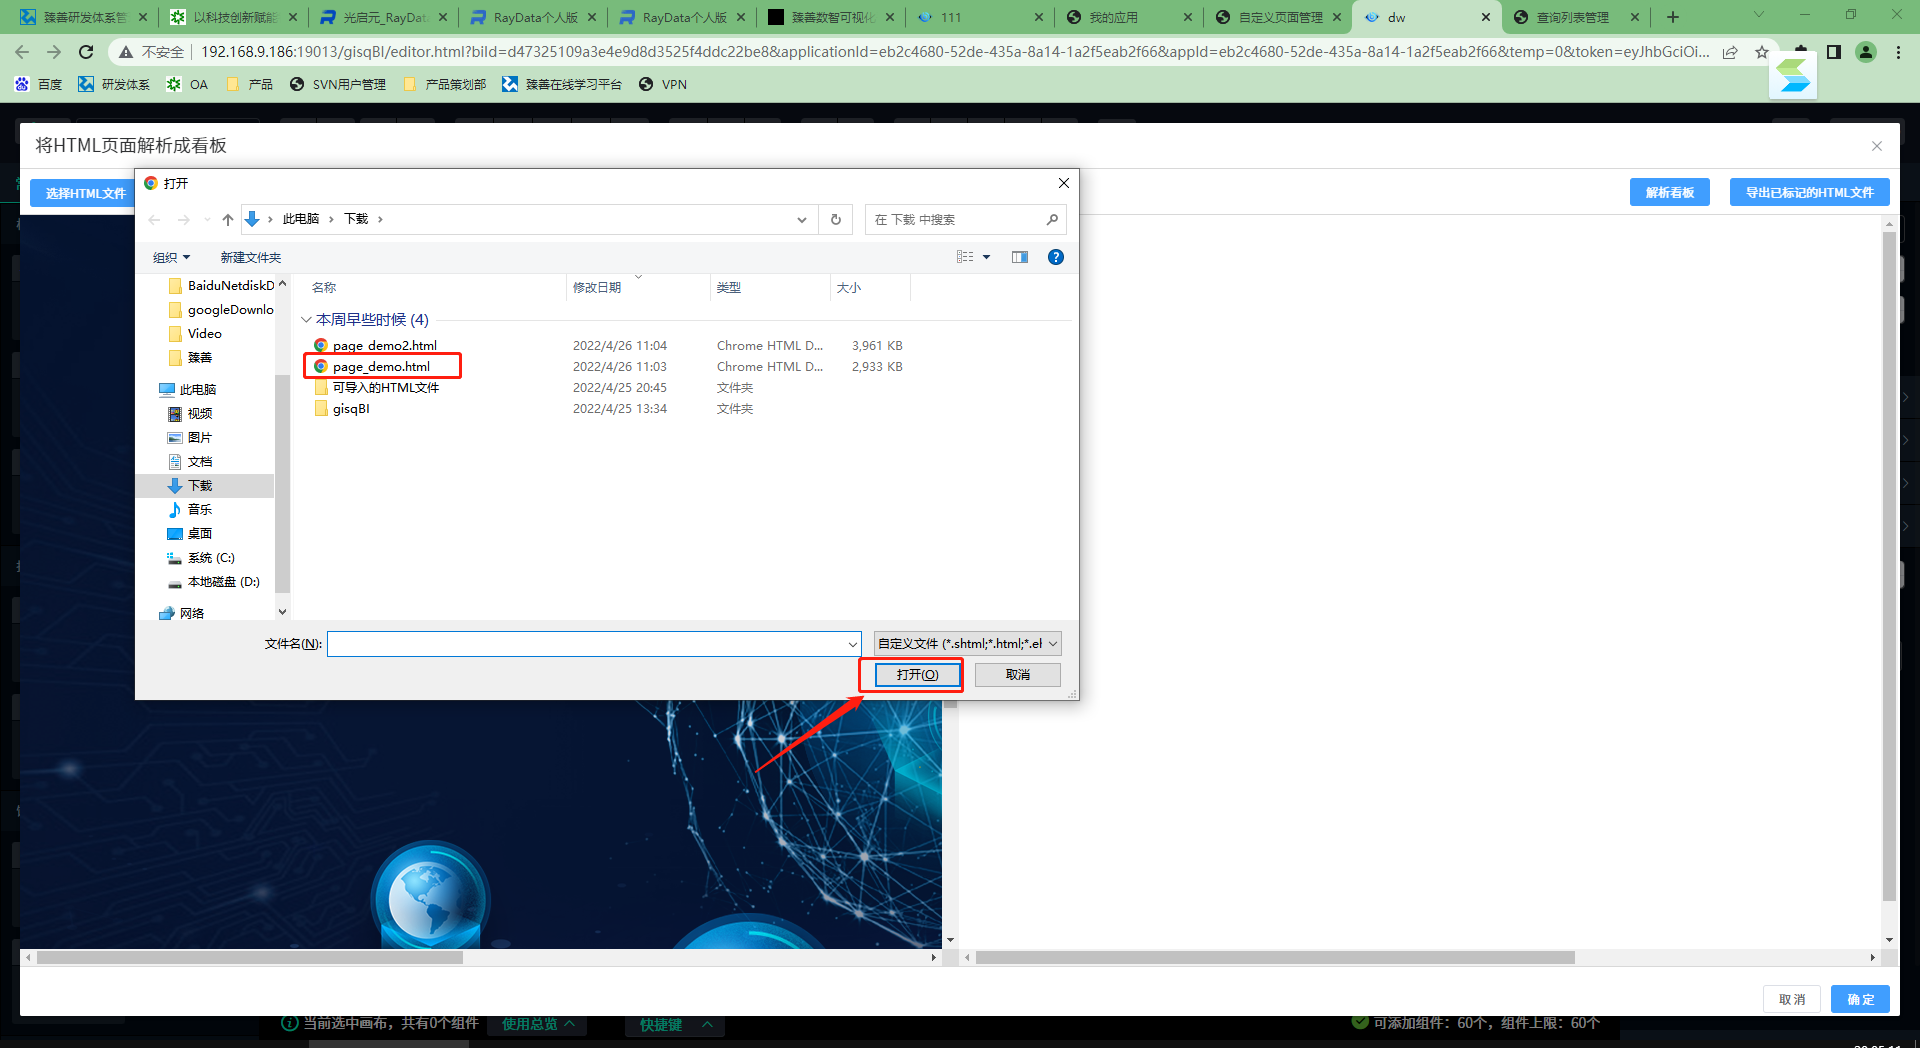 臻善研发体系管
以科技创新赋能
光启元_RayDat
RayData个人版
RayData个人版
臻善数智可视化
111
我的应用
自定义页面管理
dw
查询列表管理
不安全
192.168.9.186:19013/gisqBI/editor.html?biId=d47325109a3e4e9d8d3525f4ddc22be8&applicationId=eb2c4680-52de-435a-8a14-1a2f5eab2f66&appId=eb2c4680-52de-435a-8a14-1a2f5eab2f66&temp=0&token=eyJhbGciOi...
百度
研发体系
OA
产品
SVN用户管理
产品策划部
臻善在线学习平台
VPN
将HTML页面解析成看板
选择HTML文件
解析看板
导出已标记的HTML文件
打开
此电脑
下载
在 下载 中搜索
组织
新建文件夹
BaiduNetdiskD
googleDownlo
Video
臻善
此电脑
视频
图片
文档
下载
音乐
桌面
系统 (C:)
本地磁盘 (D:)
网络
名称 修改日期 类型 大小
本周早些时候 (4)
page_demo2.html 2022/4/26 11:04 Chrome HTML D... 3,961 KB
page_demo.html 2022/4/26 11:03 Chrome HTML D... 2,933 KB
可导入的HTML文件 2022/4/25 20:45 文件夹
gisqBI 2022/4/25 13:34 文件夹
文件名(N):
自定义文件 (*.shtml;*.html;*.el
打开(O)
取消
取消
确定
当前选中画布，共有0个组件
使用总览
快捷键
可添加组件：60个，组件上限：60个